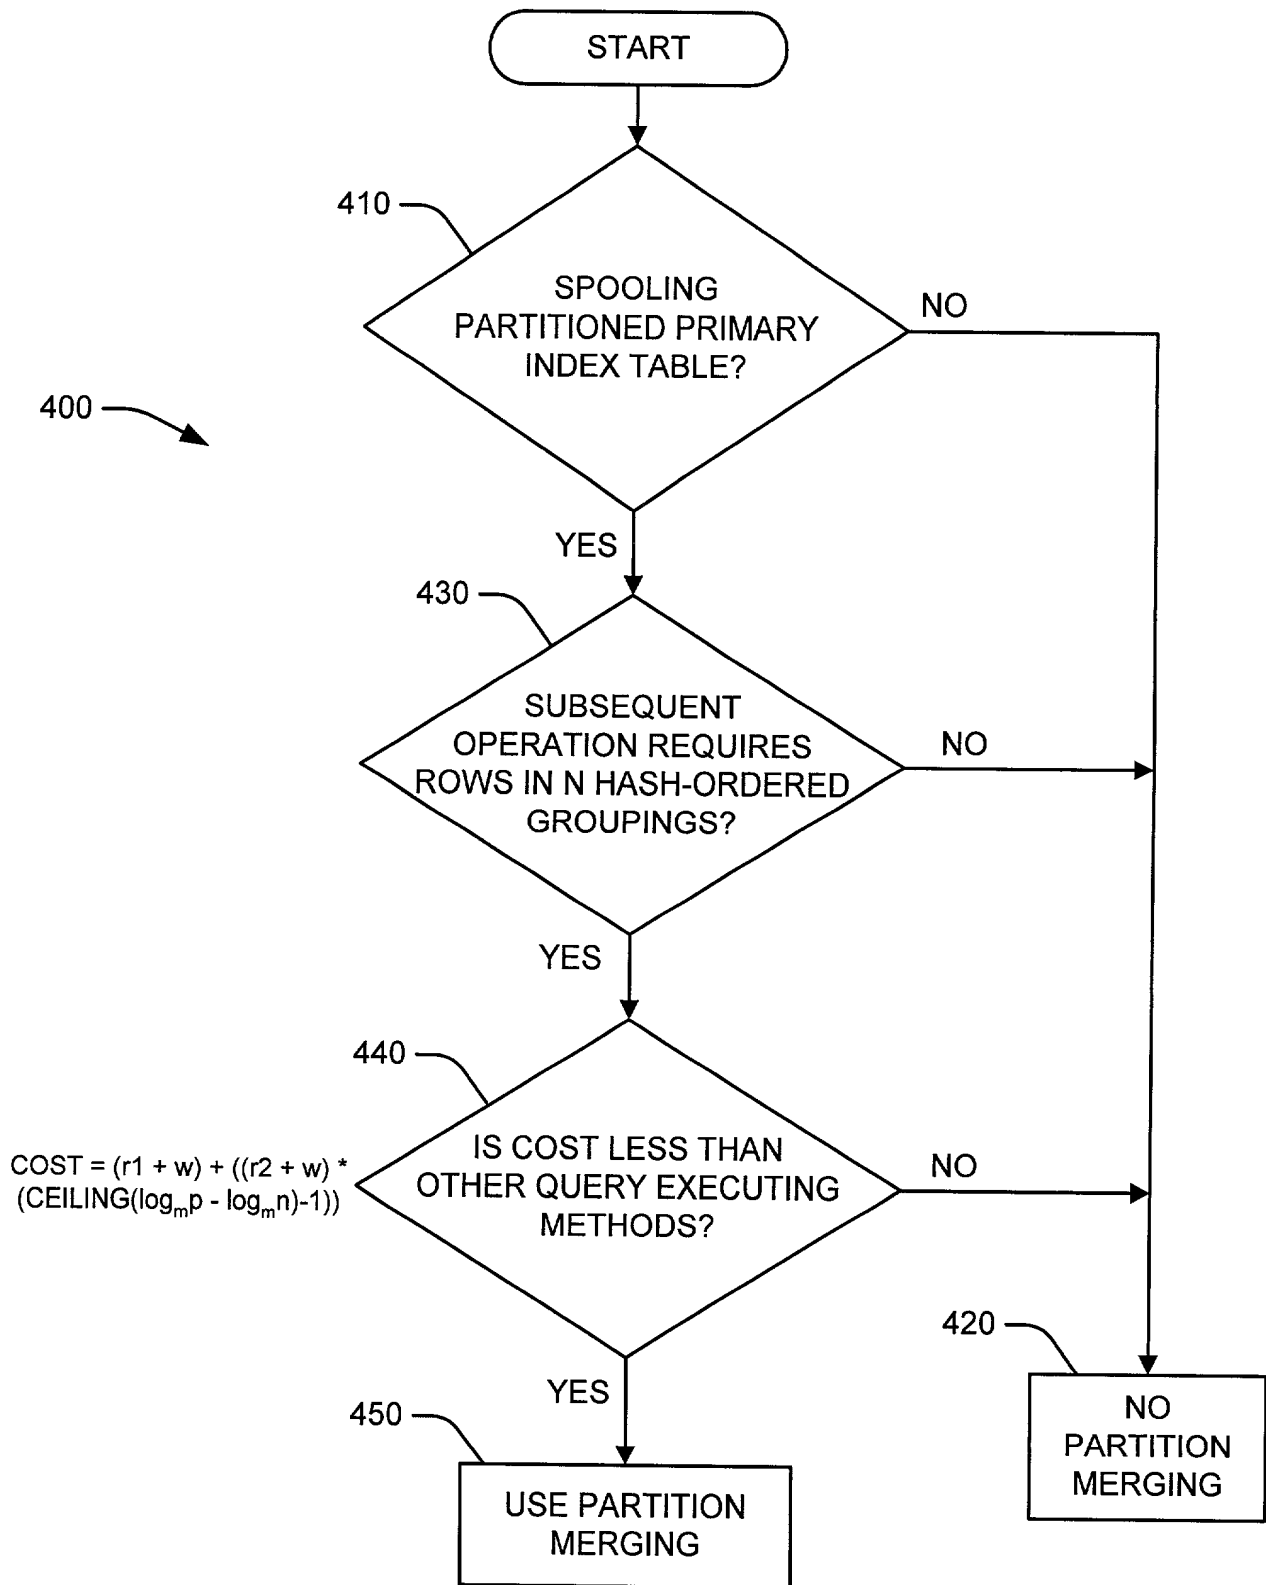 START
410
SPOOLING
PARTITIONED PRIMARY
INDEX TABLE?
NO
400
YES
430
SUBSEQUENT
OPERATION REQUIRES
ROWS IN N HASH-ORDERED
GROUPINGS?
NO
YES
440
IS COST LESS THAN
OTHER QUERY EXECUTING
METHODS?
NO
COST = (r1 + w) + ((r2 + w) *
(CEILING(logₘp - logₘn)-1))
420
NO
PARTITION
MERGING
YES
450
USE PARTITION
MERGING